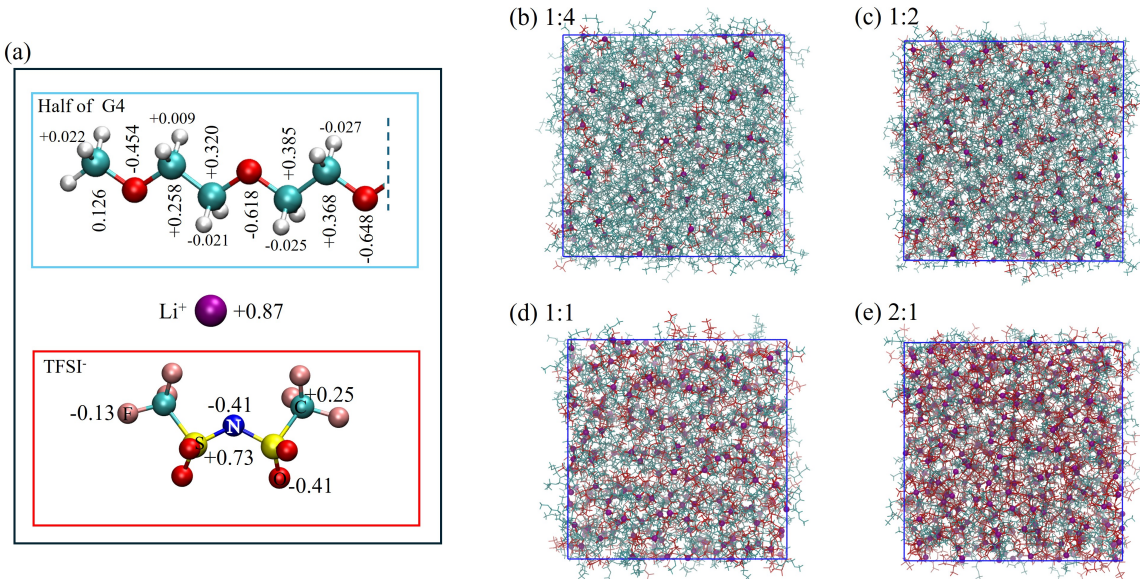 (a)
Half of G4
+0.022
-0.454
+0.009
+0.320
+0.385
-0.027
0.126
+0.258
-0.021
-0.618
-0.025
+0.368
-0.648
Li⁺ +0.87
TFSI⁻
-0.13 F
-0.41
N
C
+0.25
S
+0.73
O
-0.41
(b) 1:4
(c) 1:2
(d) 1:1
(e) 2:1